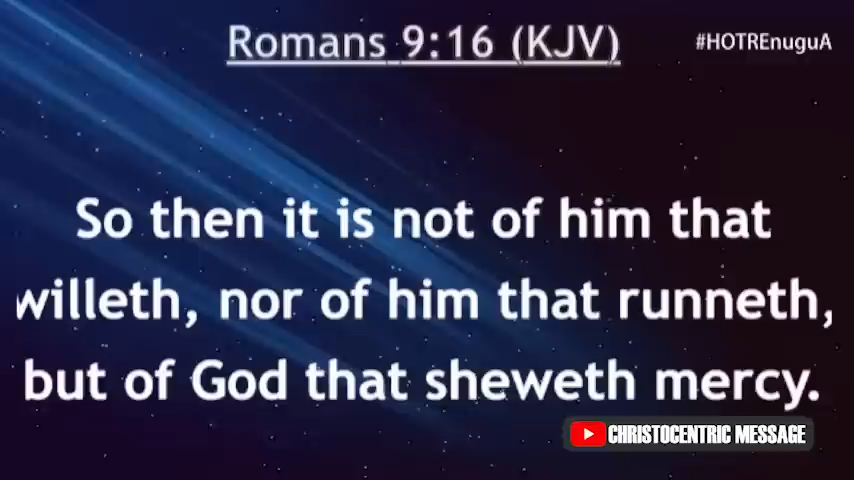 Romans 9:16 (KJV)
#HOTREnuguA
So then it is not of him that
willeth, nor of him that runneth,
but of God that sheweth mercy.
CHRISTOCENTRIC MESSAGE